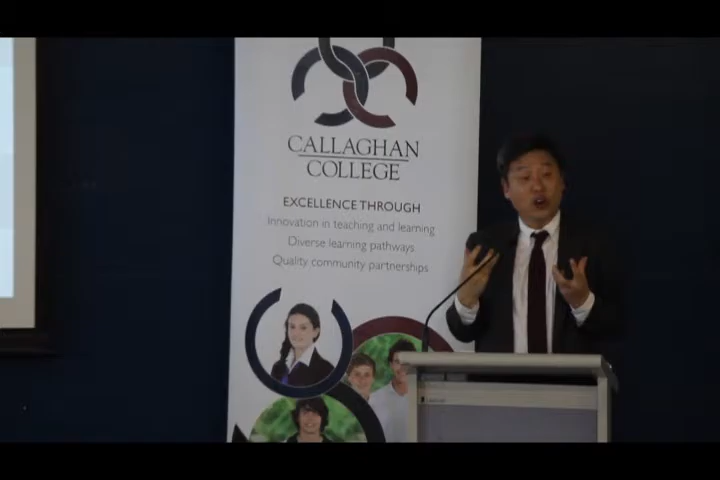 CALLAGHAN
COLLEGE
EXCELLENCE THROUGH
Innovation in teaching and learning
Diverse learning pathways
Quality community partnerships